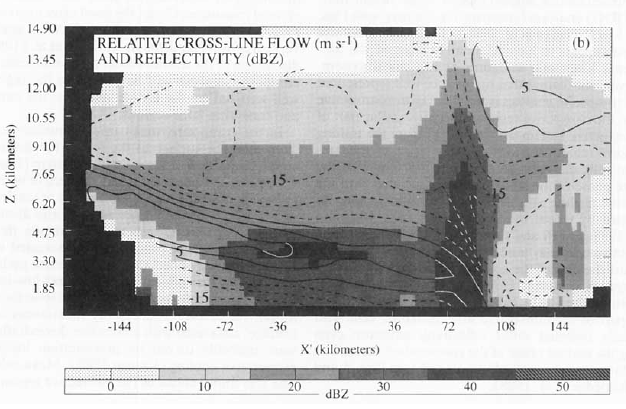 RELATIVE CROSS-LINE FLOW (m s-1)
AND REFLECTIVITY (dBZ)
(b)
Z (kilometers)
14.90
13.45
12.00
10.55
9.10
7.65
6.20
4.75
3.30
1.85
5
-15
-15
5
-15
-144 -108 -72 -36 0 36 72 108 144
X' (kilometers)
0 10 20 30 40 50
dBZ